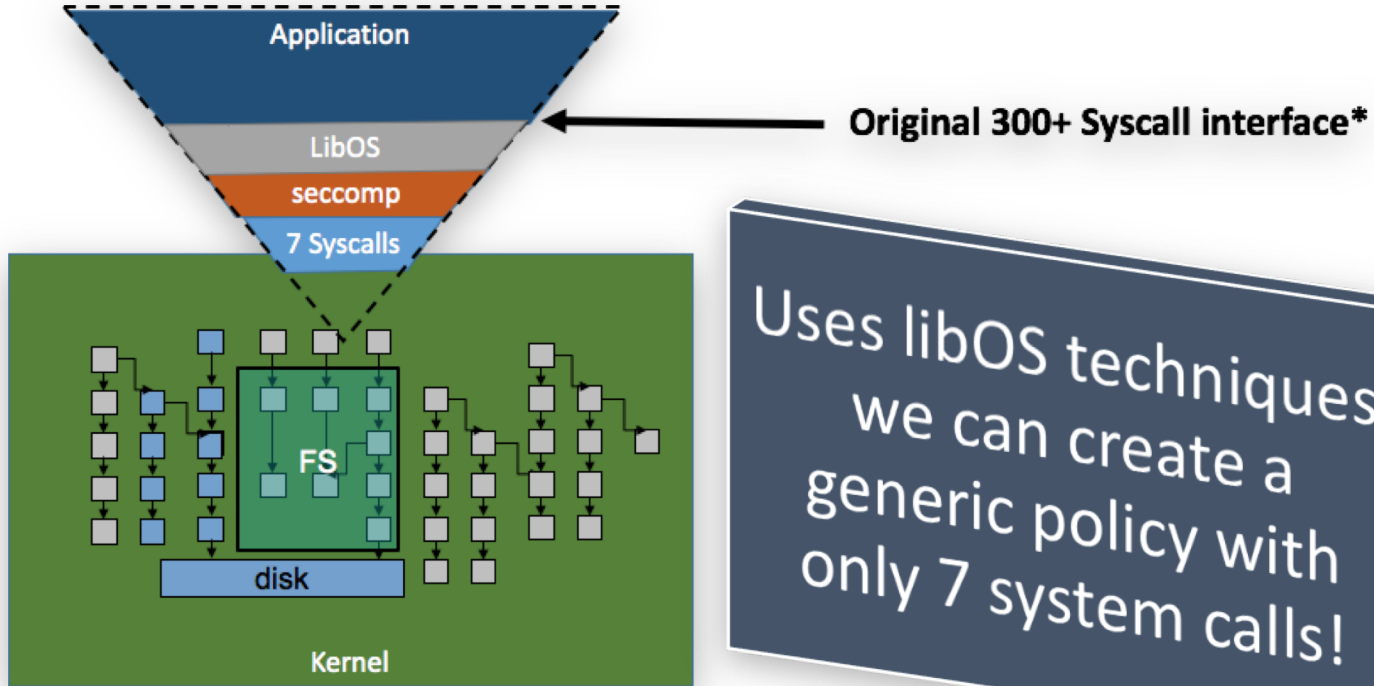 Application
Original 300+ Syscall interface*
LibOS
seccomp
7 Syscalls
FS
disk
Kernel
Uses libOS techniques
we can create a
generic policy with
only 7 system calls!